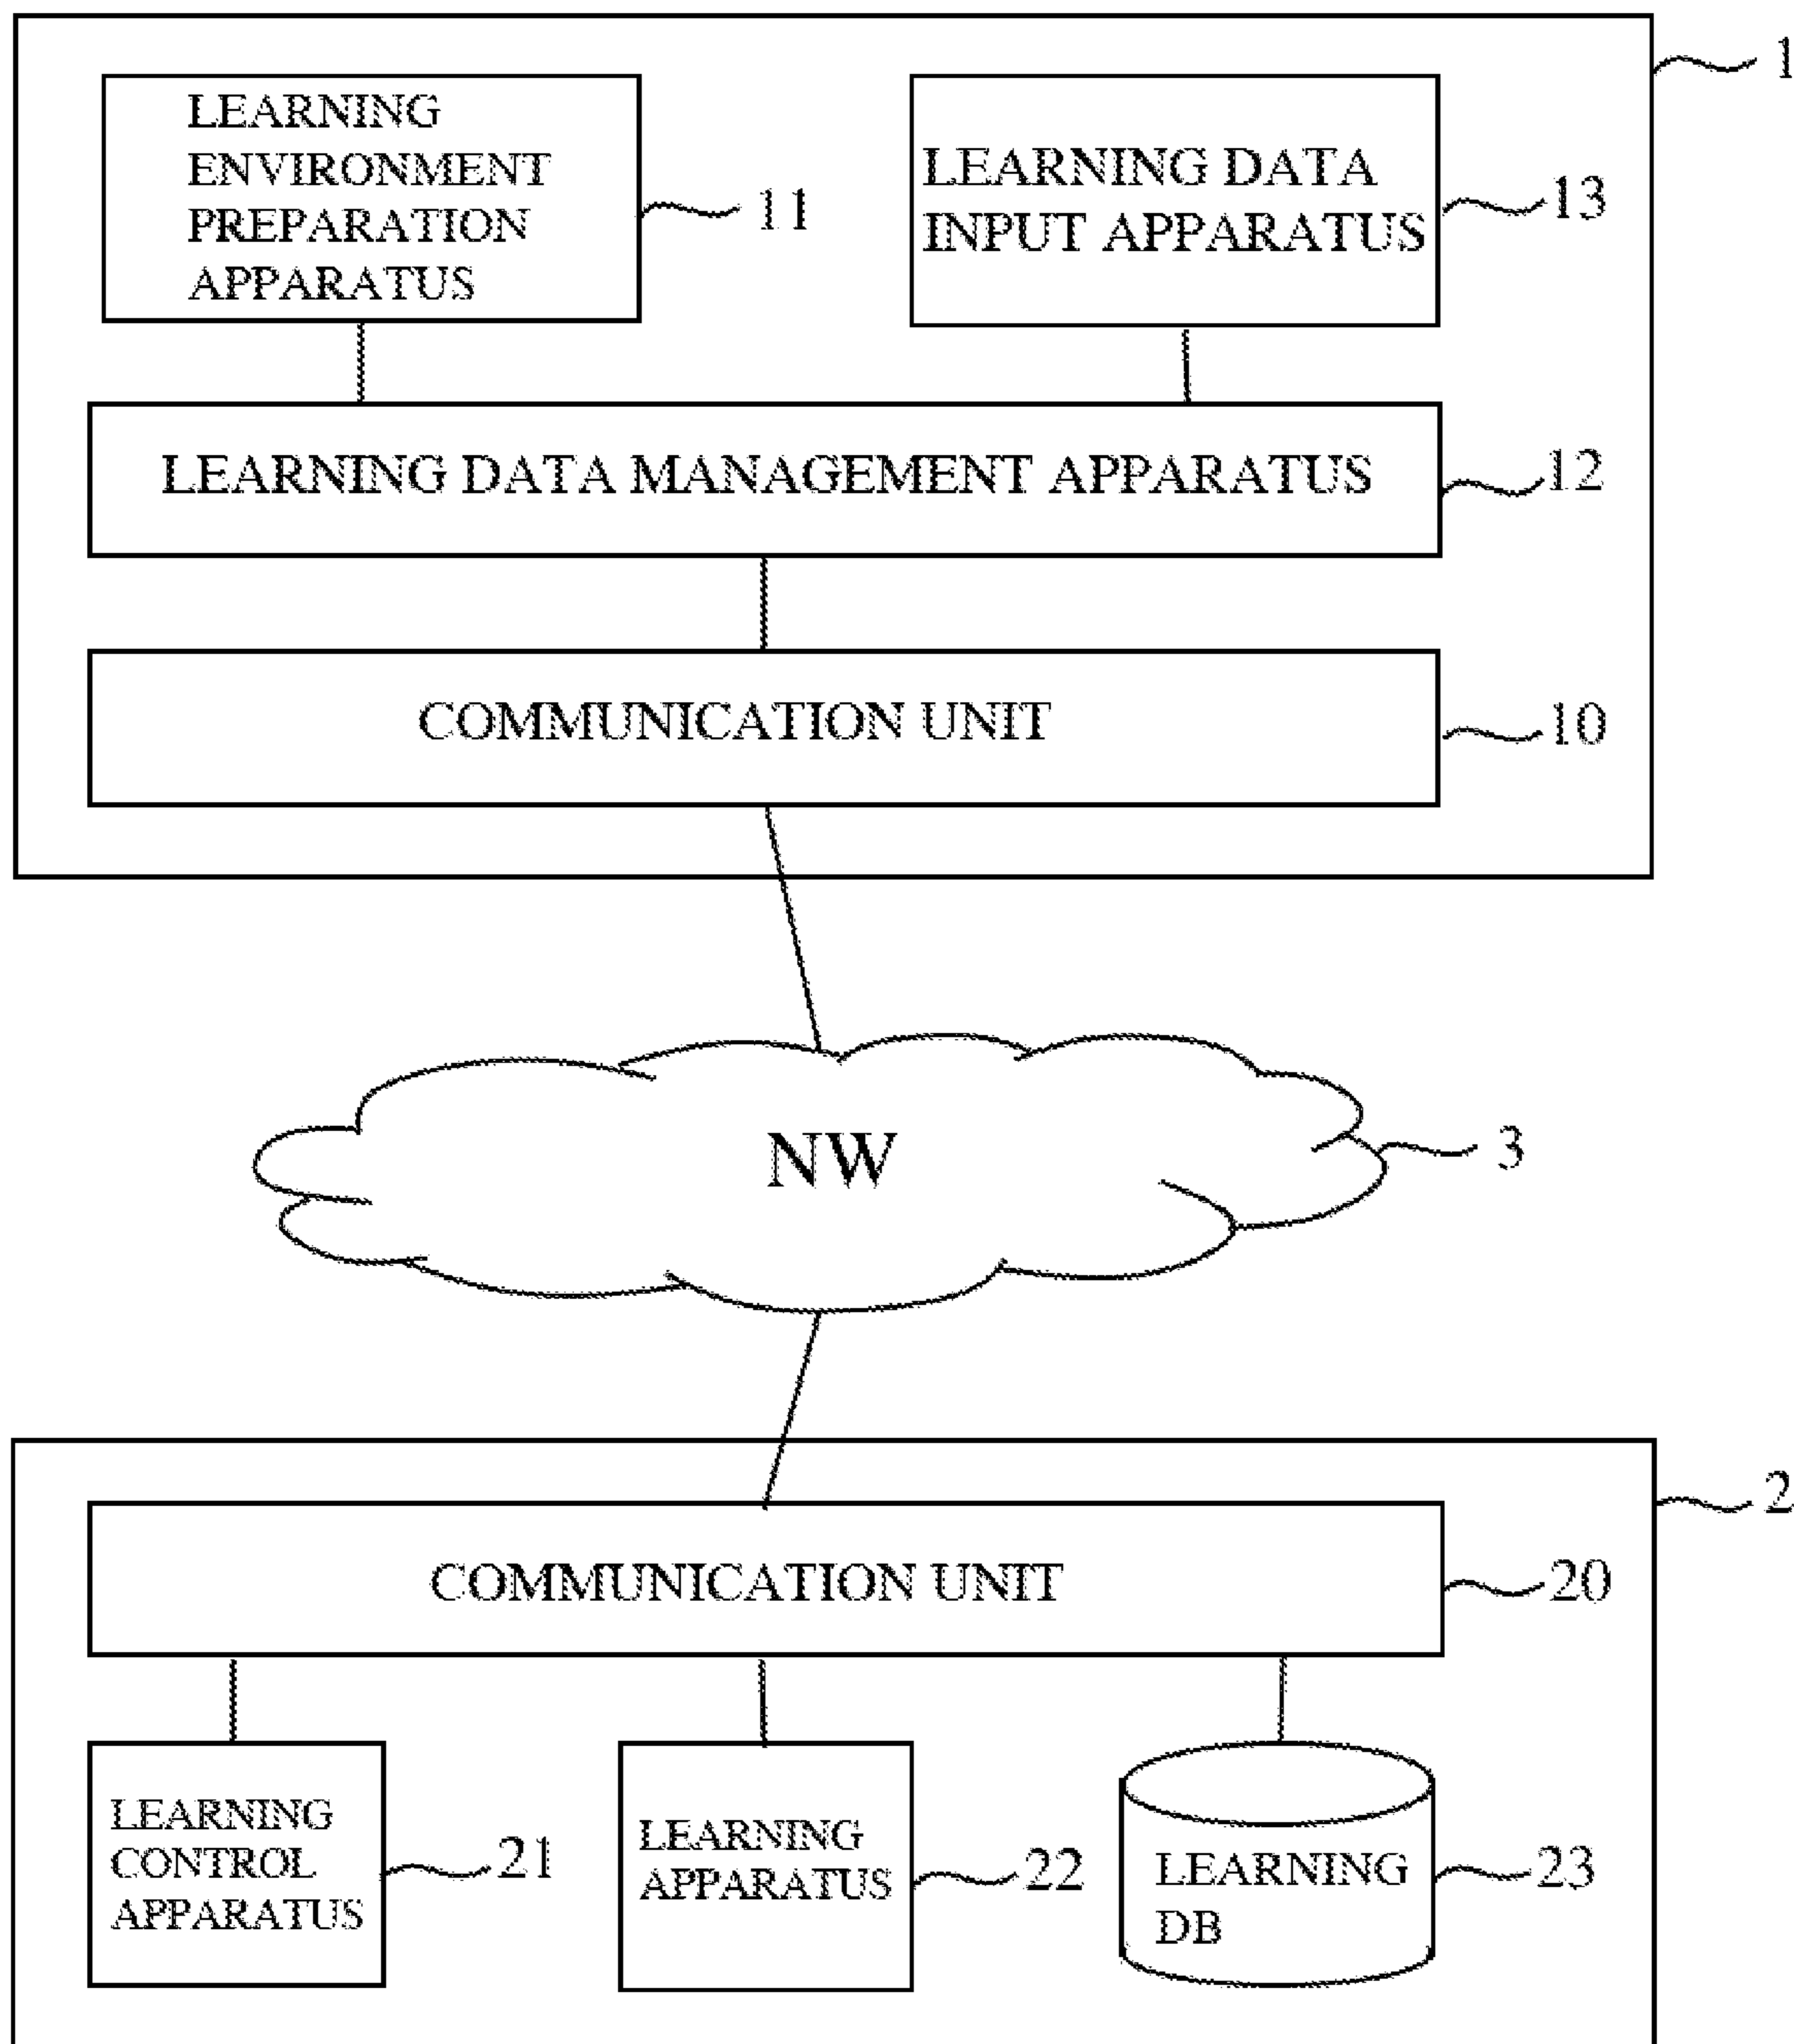 1
LEARNING
ENVIRONMENT
PREPARATION
APPARATUS
11
LEARNING DATA
INPUT APPARATUS
13
LEARNING DATA MANAGEMENT APPARATUS
12
COMMUNICATION UNIT
10
NW
3
2
COMMUNICATION UNIT
20
LEARNING
CONTROL
APPARATUS
21
LEARNING
APPARATUS
22
LEARNING
DB
23